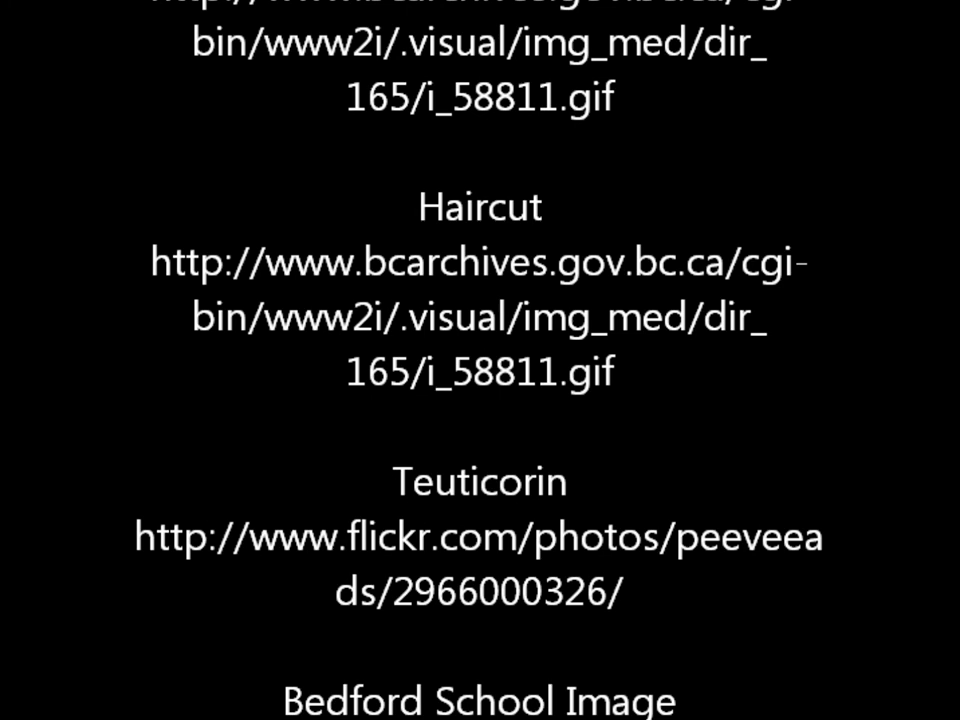 bin/www2i/.visual/img_med/dir_
165/i_58811.gif
Haircut
http://www.bcarchives.gov.bc.ca/cgi-
bin/www2i/.visual/img_med/dir_
165/i_58811.gif
Teuticorin
http://www.flickr.com/photos/peeveea
ds/2966000326/
Bedford School Image